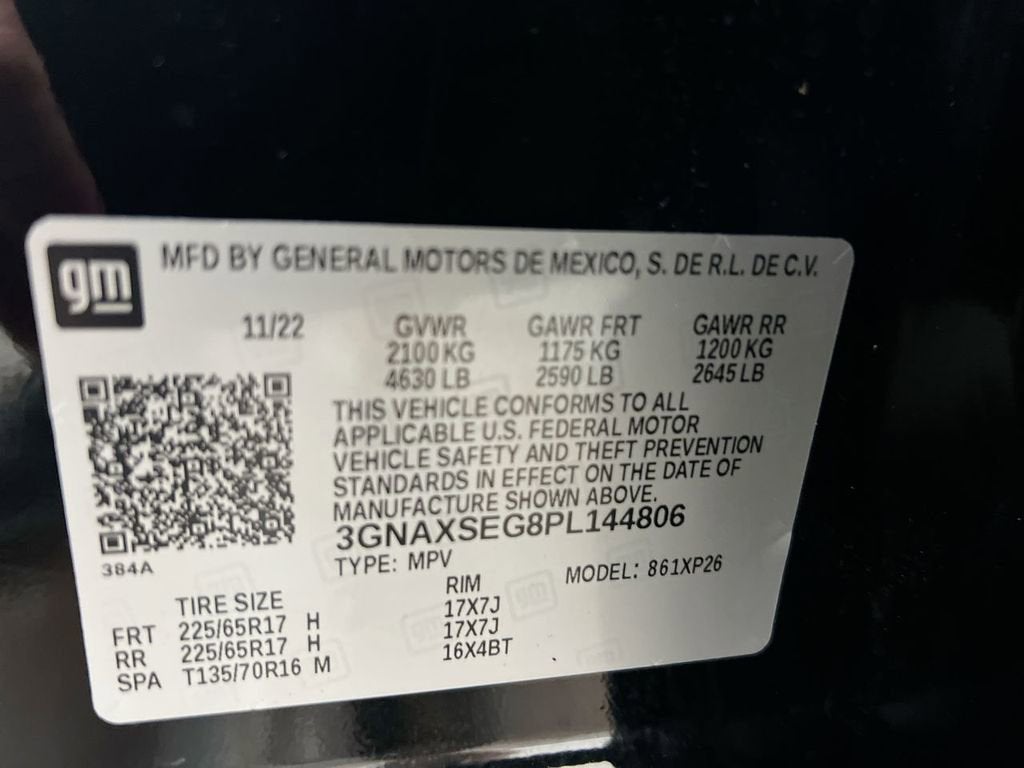 gm
MFD BY GENERAL MOTORS DE MEXICO, S. DE R.L. DE C.V.
11/22 GVWR GAWR FRT GAWR RR
2100 KG 1175 KG 1200 KG
4630 LB 2590 LB 2645 LB
THIS VEHICLE CONFORMS TO ALL
APPLICABLE U.S. FEDERAL MOTOR
VEHICLE SAFETY AND THEFT PREVENTION
STANDARDS IN EFFECT ON THE DATE OF
MANUFACTURE SHOWN ABOVE.
3GNAXSEG8PL144806
384A
TYPE: MPV MODEL: 861XP26
TIRE SIZE RIM
FRT 225/65R17 H 17X7J
RR 225/65R17 H 17X7J
SPA T135/70R16 M 16X4BT